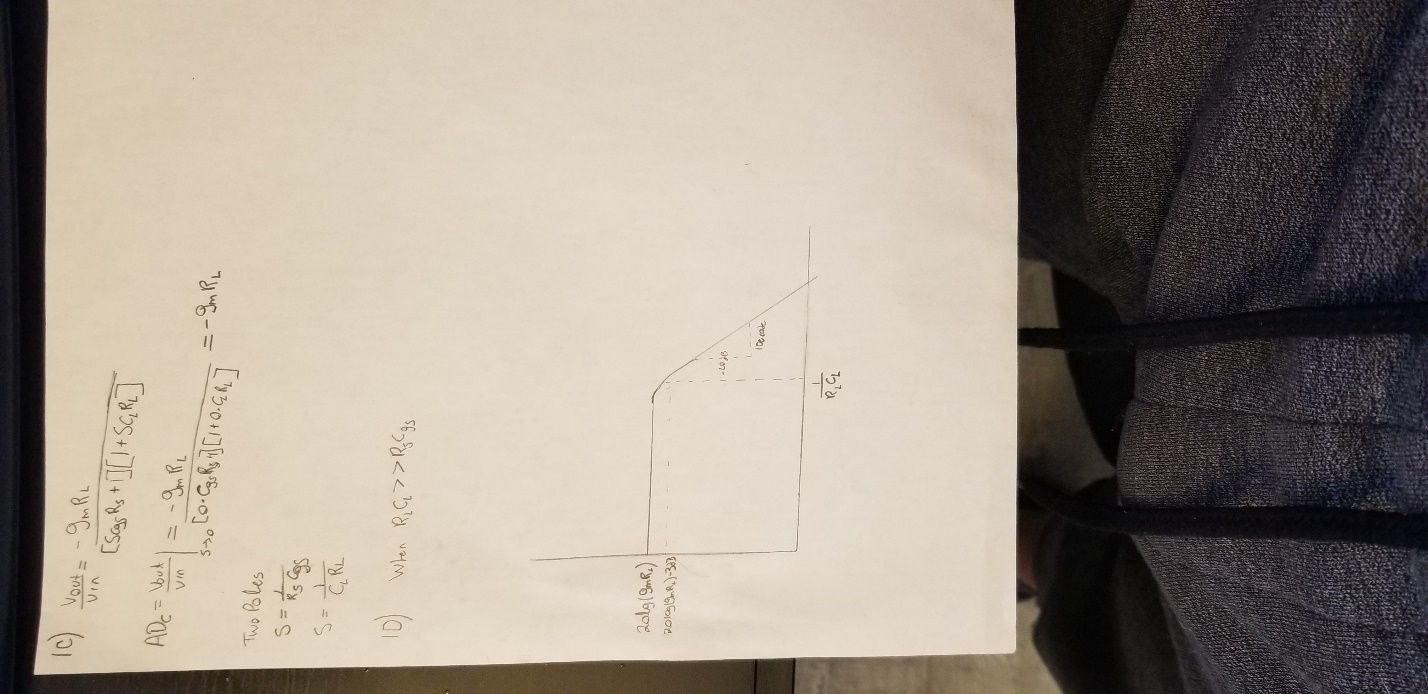 1C) Vout/Vin = -gmRL / [SCgsRs+1][1+SCLRL]
ADc = Vout/Vin | s→0 = -gmRL / [0·CgsRs+1][1+0·CLRL] = -gmRL
Two Poles
S = 1/RsCgs
S = 1/CLRL
1D) When RLCL >> RsCgs
20log(gmRL)
20log(gmRL)-3dB
-20dB
1Decade
1/RLCL